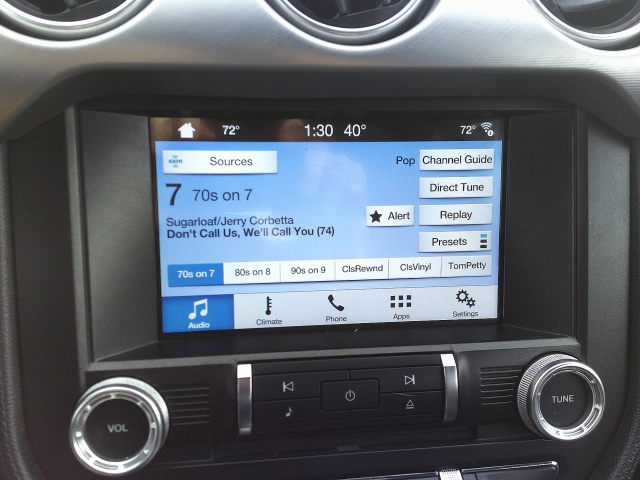 72° 1:30 40° 72°
sxm Sources Pop Channel Guide
7 70s on 7 Direct Tune
Sugarloaf/Jerry Corbetta Alert Replay
Don't Call Us, We'll Call You (74)
Presets
70s on 7 80s on 8 90s on 9 ClsRewnd ClsVinyl TomPetty
Audio Climate Phone Apps Settings
VOL TUNE